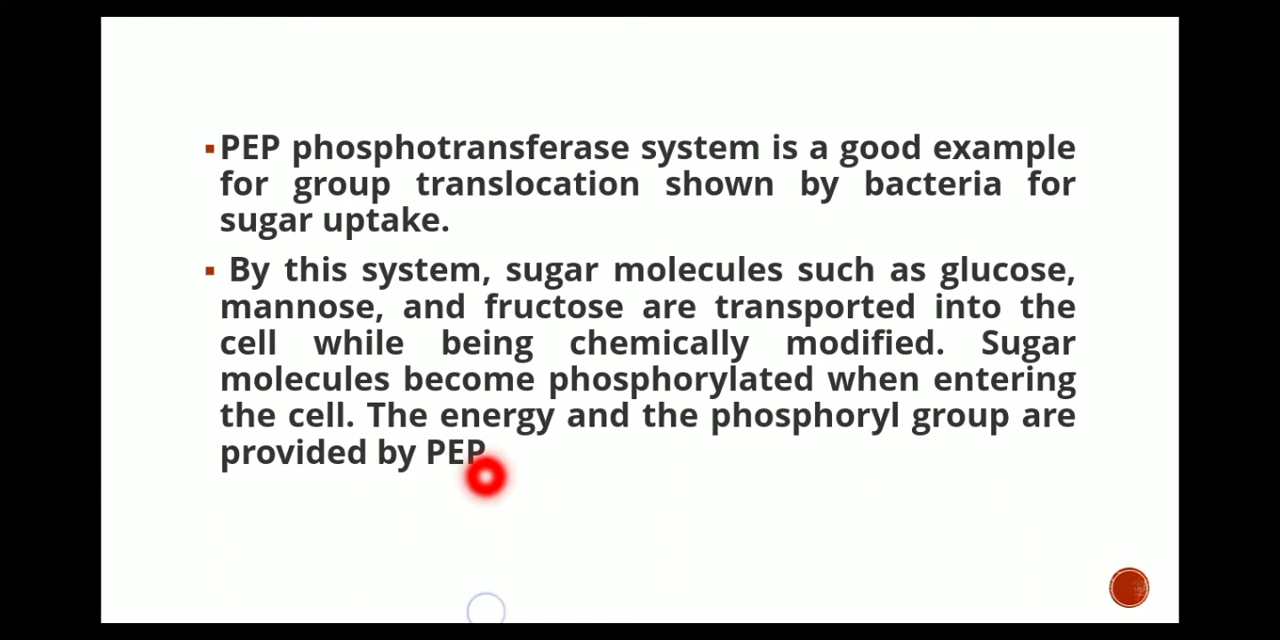 ▪PEP phosphotransferase system is a good example
for group translocation shown by bacteria for
sugar uptake.
▪ By this system, sugar molecules such as glucose,
mannose, and fructose are transported into the
cell while being chemically modified. Sugar
molecules become phosphorylated when entering
the cell. The energy and the phosphoryl group are
provided by PEP